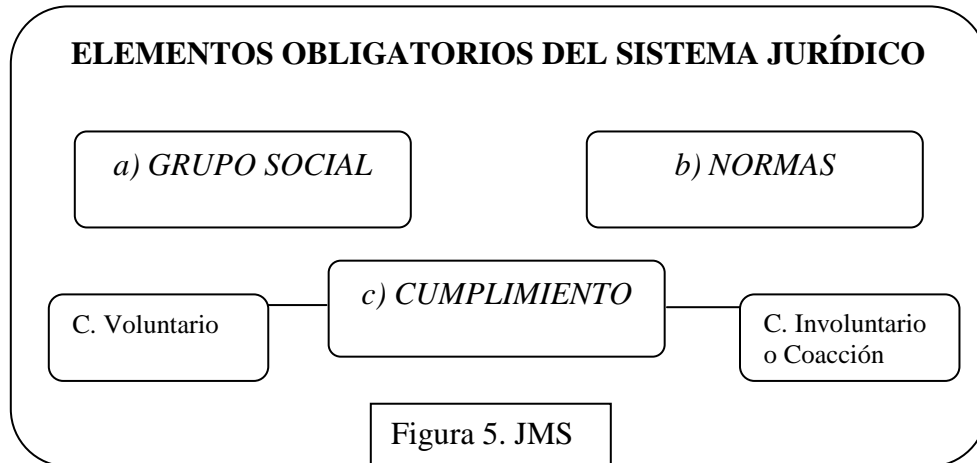 ELEMENTOS OBLIGATORIOS DEL SISTEMA JURÍDICO
a) GRUPO SOCIAL
b) NORMAS
c) CUMPLIMIENTO
C. Voluntario
C. Involuntario
o Coacción
Figura 5. JMS